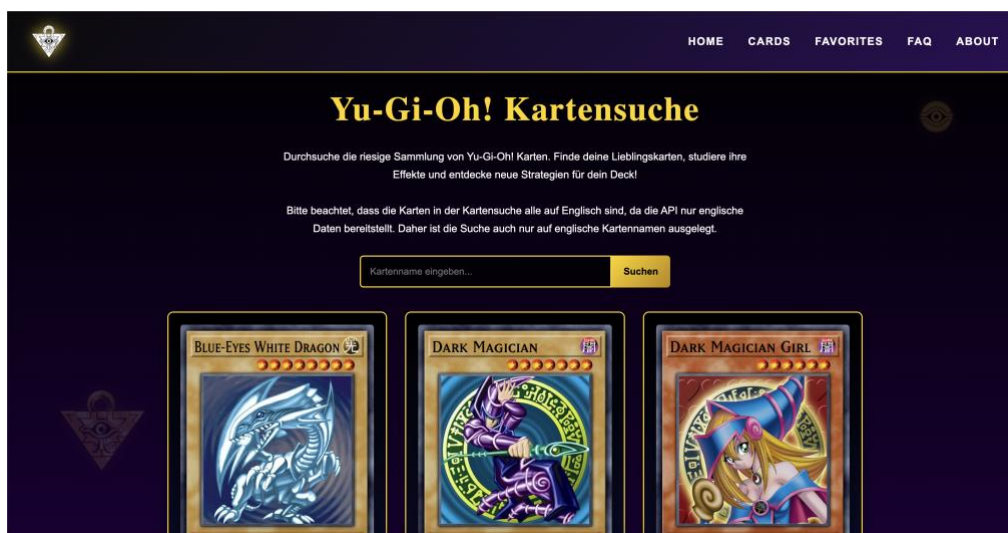 HOME CARDS FAVORITES FAQ ABOUT
Yu-Gi-Oh! Kartensuche
Durchsuche die riesige Sammlung von Yu-Gi-Oh! Karten. Finde deine Lieblingskarten, studiere ihre
Effekte und entdecke neue Strategien für dein Deck!
Bitte beachtet, dass die Karten in der Kartensuche alle auf Englisch sind, da die API nur englische
Daten bereitstellt. Daher ist die Suche auch nur auf englische Kartennamen ausgelegt.
Kartenname eingeben... Suchen
BLUE-EYES WHITE DRAGON DARK MAGICIAN DARK MAGICIAN GIRL